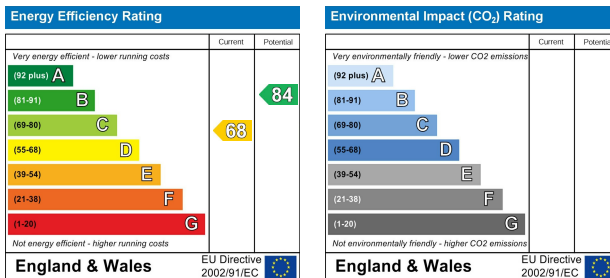 Energy Efficiency Rating
Current Potential
Very energy efficient - lower running costs
(92 plus) A
(81-91) B
84
(69-80) C
68
(55-68) D
(39-54) E
(21-38) F
(1-20) G
Not energy efficient - higher running costs
England & Wales
EU Directive
2002/91/EC
Environmental Impact (CO₂) Rating
Current Potential
Very environmentally friendly - lower CO2 emissions
(92 plus) A
(81-91) B
(69-80) C
(55-68) D
(39-54) E
(21-38) F
(1-20) G
Not environmentally friendly - higher CO2 emissions
England & Wales
EU Directive
2002/91/EC